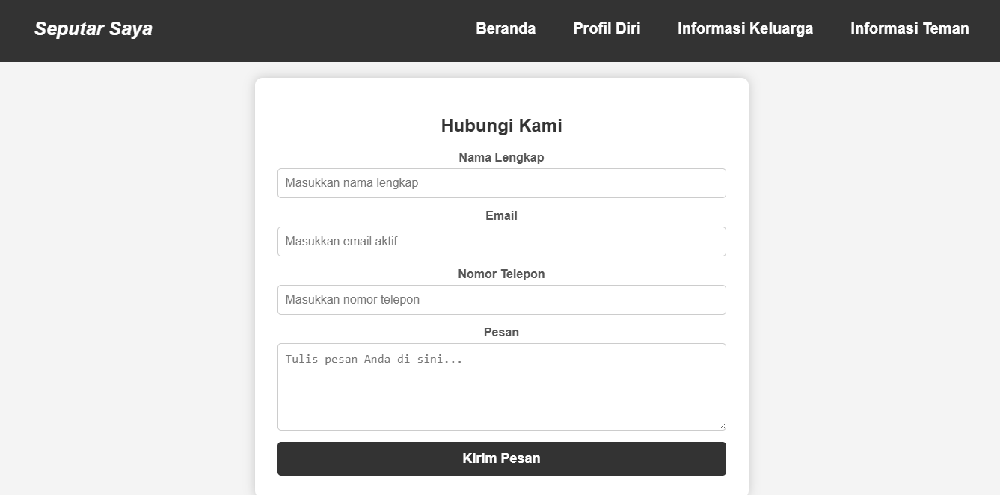 Seputar Saya
Beranda Profil Diri Informasi Keluarga Informasi Teman
Hubungi Kami
Nama Lengkap
Masukkan nama lengkap
Email
Masukkan email aktif
Nomor Telepon
Masukkan nomor telepon
Pesan
Tulis pesan Anda di sini...
Kirim Pesan